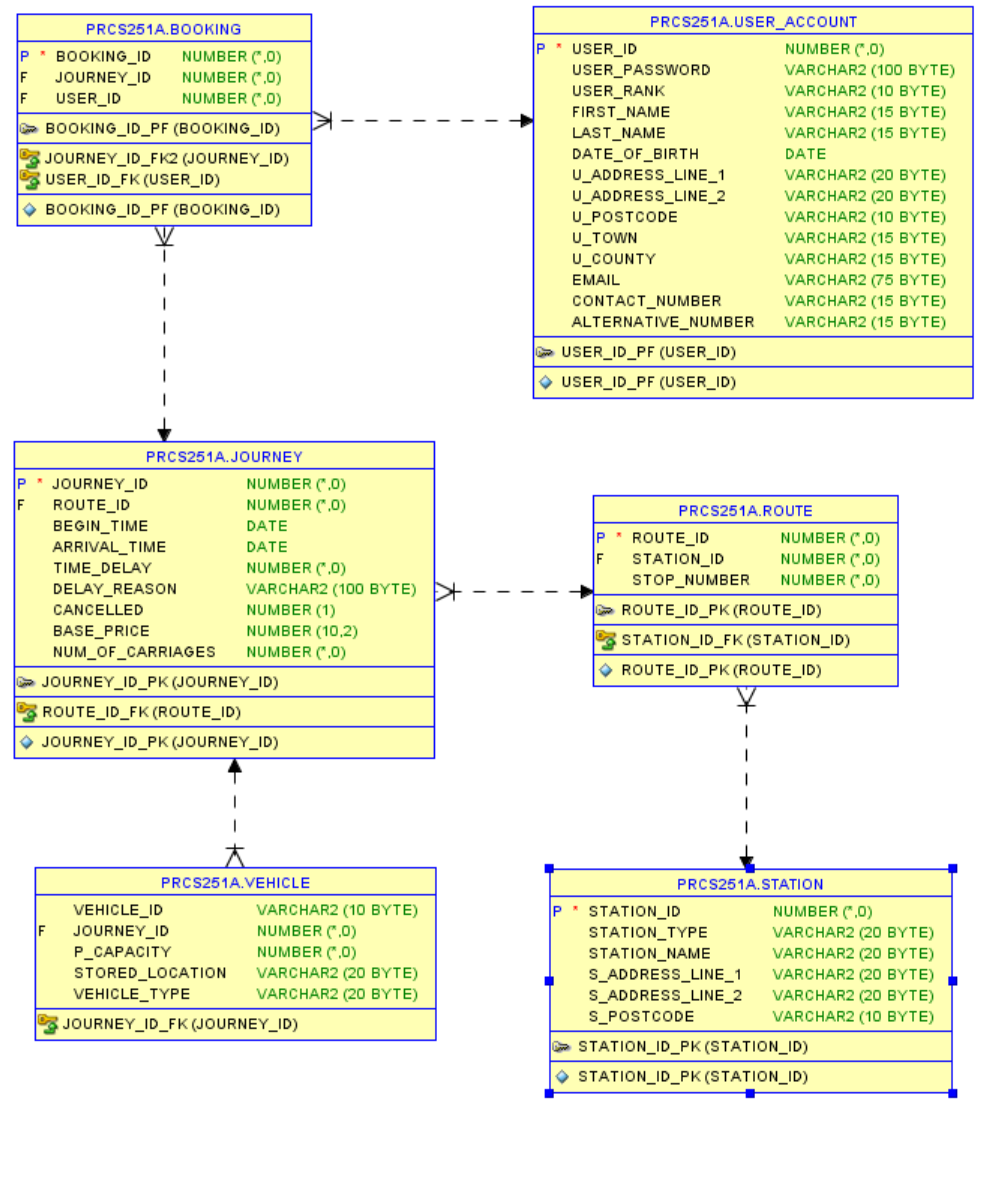 PRCS251A.BOOKING
P * BOOKING_ID NUMBER (*,0)
F JOURNEY_ID NUMBER (*,0)
F USER_ID NUMBER (*,0)
BOOKING_ID_PF (BOOKING_ID)
JOURNEY_ID_FK2 (JOURNEY_ID)
USER_ID_FK (USER_ID)
BOOKING_ID_PF (BOOKING_ID)
PRCS251A.USER_ACCOUNT
P * USER_ID NUMBER (*,0)
USER_PASSWORD VARCHAR2 (100 BYTE)
USER_RANK VARCHAR2 (10 BYTE)
FIRST_NAME VARCHAR2 (15 BYTE)
LAST_NAME VARCHAR2 (15 BYTE)
DATE_OF_BIRTH DATE
U_ADDRESS_LINE_1 VARCHAR2 (20 BYTE)
U_ADDRESS_LINE_2 VARCHAR2 (20 BYTE)
U_POSTCODE VARCHAR2 (10 BYTE)
U_TOWN VARCHAR2 (15 BYTE)
U_COUNTY VARCHAR2 (15 BYTE)
EMAIL VARCHAR2 (75 BYTE)
CONTACT_NUMBER VARCHAR2 (15 BYTE)
ALTERNATIVE_NUMBER VARCHAR2 (15 BYTE)
USER_ID_PF (USER_ID)
USER_ID_PF (USER_ID)
PRCS251A.JOURNEY
P * JOURNEY_ID NUMBER (*,0)
F ROUTE_ID NUMBER (*,0)
BEGIN_TIME DATE
ARRIVAL_TIME DATE
TIME_DELAY NUMBER (*,0)
DELAY_REASON VARCHAR2 (100 BYTE)
CANCELLED NUMBER (1)
BASE_PRICE NUMBER (10,2)
NUM_OF_CARRIAGES NUMBER (*,0)
JOURNEY_ID_PK (JOURNEY_ID)
ROUTE_ID_FK (ROUTE_ID)
JOURNEY_ID_PK (JOURNEY_ID)
PRCS251A.ROUTE
P * ROUTE_ID NUMBER (*,0)
F STATION_ID NUMBER (*,0)
STOP_NUMBER NUMBER (*,0)
ROUTE_ID_PK (ROUTE_ID)
STATION_ID_FK (STATION_ID)
ROUTE_ID_PK (ROUTE_ID)
PRCS251A.VEHICLE
VEHICLE_ID VARCHAR2 (10 BYTE)
F JOURNEY_ID NUMBER (*,0)
P_CAPACITY NUMBER (*,0)
STORED_LOCATION VARCHAR2 (20 BYTE)
VEHICLE_TYPE VARCHAR2 (20 BYTE)
JOURNEY_ID_FK (JOURNEY_ID)
PRCS251A.STATION
P * STATION_ID NUMBER (*,0)
STATION_TYPE VARCHAR2 (20 BYTE)
STATION_NAME VARCHAR2 (20 BYTE)
S_ADDRESS_LINE_1 VARCHAR2 (20 BYTE)
S_ADDRESS_LINE_2 VARCHAR2 (20 BYTE)
S_POSTCODE VARCHAR2 (10 BYTE)
STATION_ID_PK (STATION_ID)
STATION_ID_PK (STATION_ID)